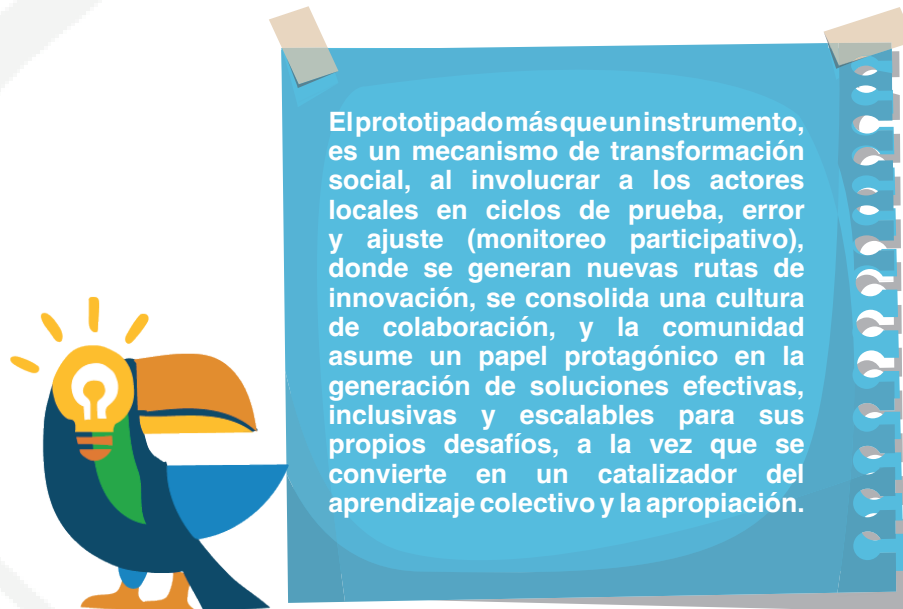 El prototipado más que un instrumento,
es un mecanismo de transformación
social, al involucrar a los actores
locales en ciclos de prueba, error
y ajuste (monitoreo participativo),
donde se generan nuevas rutas de
innovación, se consolida una cultura
de colaboración, y la comunidad
asume un papel protagónico en la
generación de soluciones efectivas,
inclusivas y escalables para sus
propios desafíos, a la vez que se
convierte en un catalizador del
aprendizaje colectivo y la apropiación.